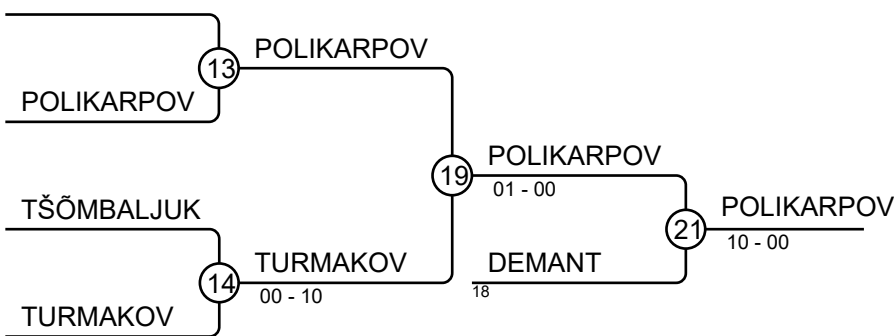 POLIKARPOV
13
POLIKARPOV
TŠÕMBALJUK
14
TURMAKOV
00 - 10
TURMAKOV
19
POLIKARPOV
01 - 00
DEMANT
18
21
POLIKARPOV
10 - 00